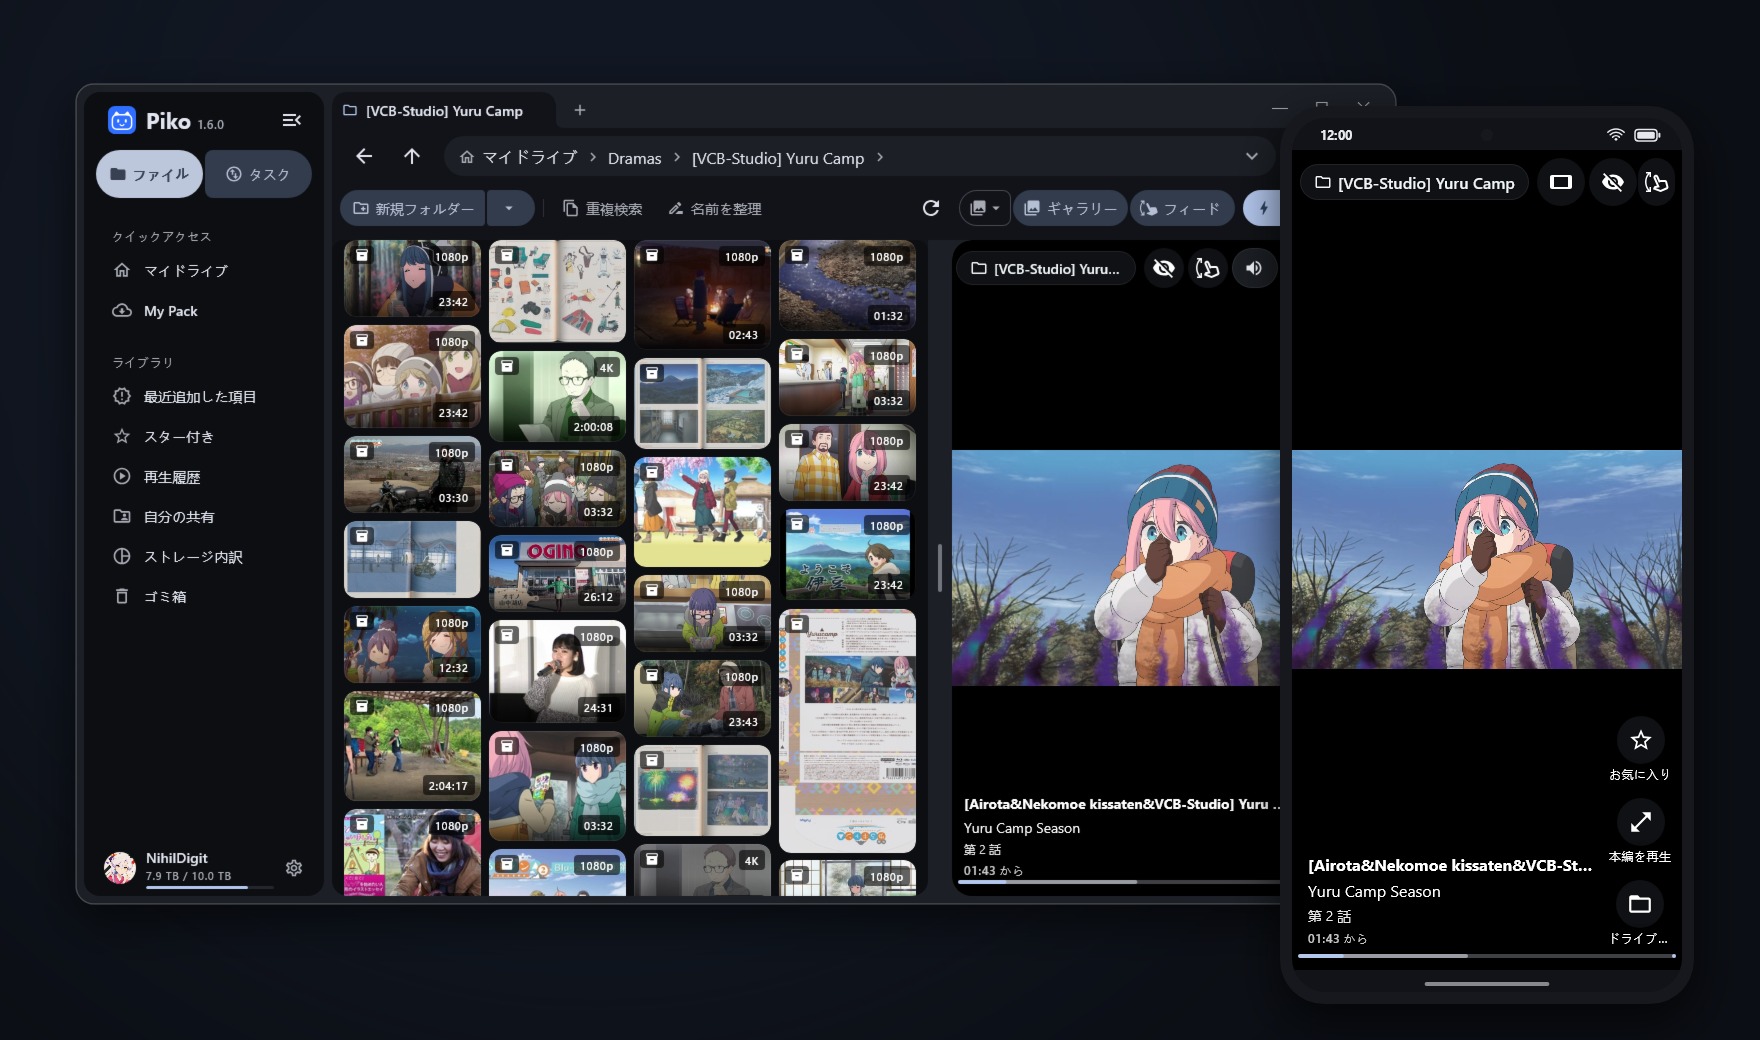 Piko 1.6.0
ファイル
タスク
クイックアクセス
マイドライブ
My Pack
ライブラリ
最近追加した項目
スター付き
再生履歴
自分の共有
ストレージ内訳
ゴミ箱
NihilDigit
7.9 TB / 10.0 TB
[VCB-Studio] Yuru Camp
マイドライブ > Dramas > [VCB-Studio] Yuru Camp >
新規フォルダー
重複検索
名前を整理
ギャラリー
フィード
1080p
23:42
1080p
23:42
1080p
03:30
1080p
12:32
1080p
2:04:17
1080p
4K
2:00:08
1080p
03:32
OGINO
1080p
26:12
1080p
24:31
1080p
03:32
1080p
1080p
02:43
1080p
03:32
1080p
23:43
4K
1080p
01:32
1080p
03:32
1080p
23:42
1080p
ようこそ
伊豆
23:42
Yurucamp
1080p
[VCB-Studio] Yuru...
[Airota&Nekomoe kissaten&VCB-Studio] Yuru ...
Yuru Camp Season
第 2 話
01:43 から
12:00
[VCB-Studio] Yuru Camp
お気に入り
本編を再生
ドライブ...
[Airota&Nekomoe kissaten&VCB-St...
Yuru Camp Season
第 2 話
01:43 から